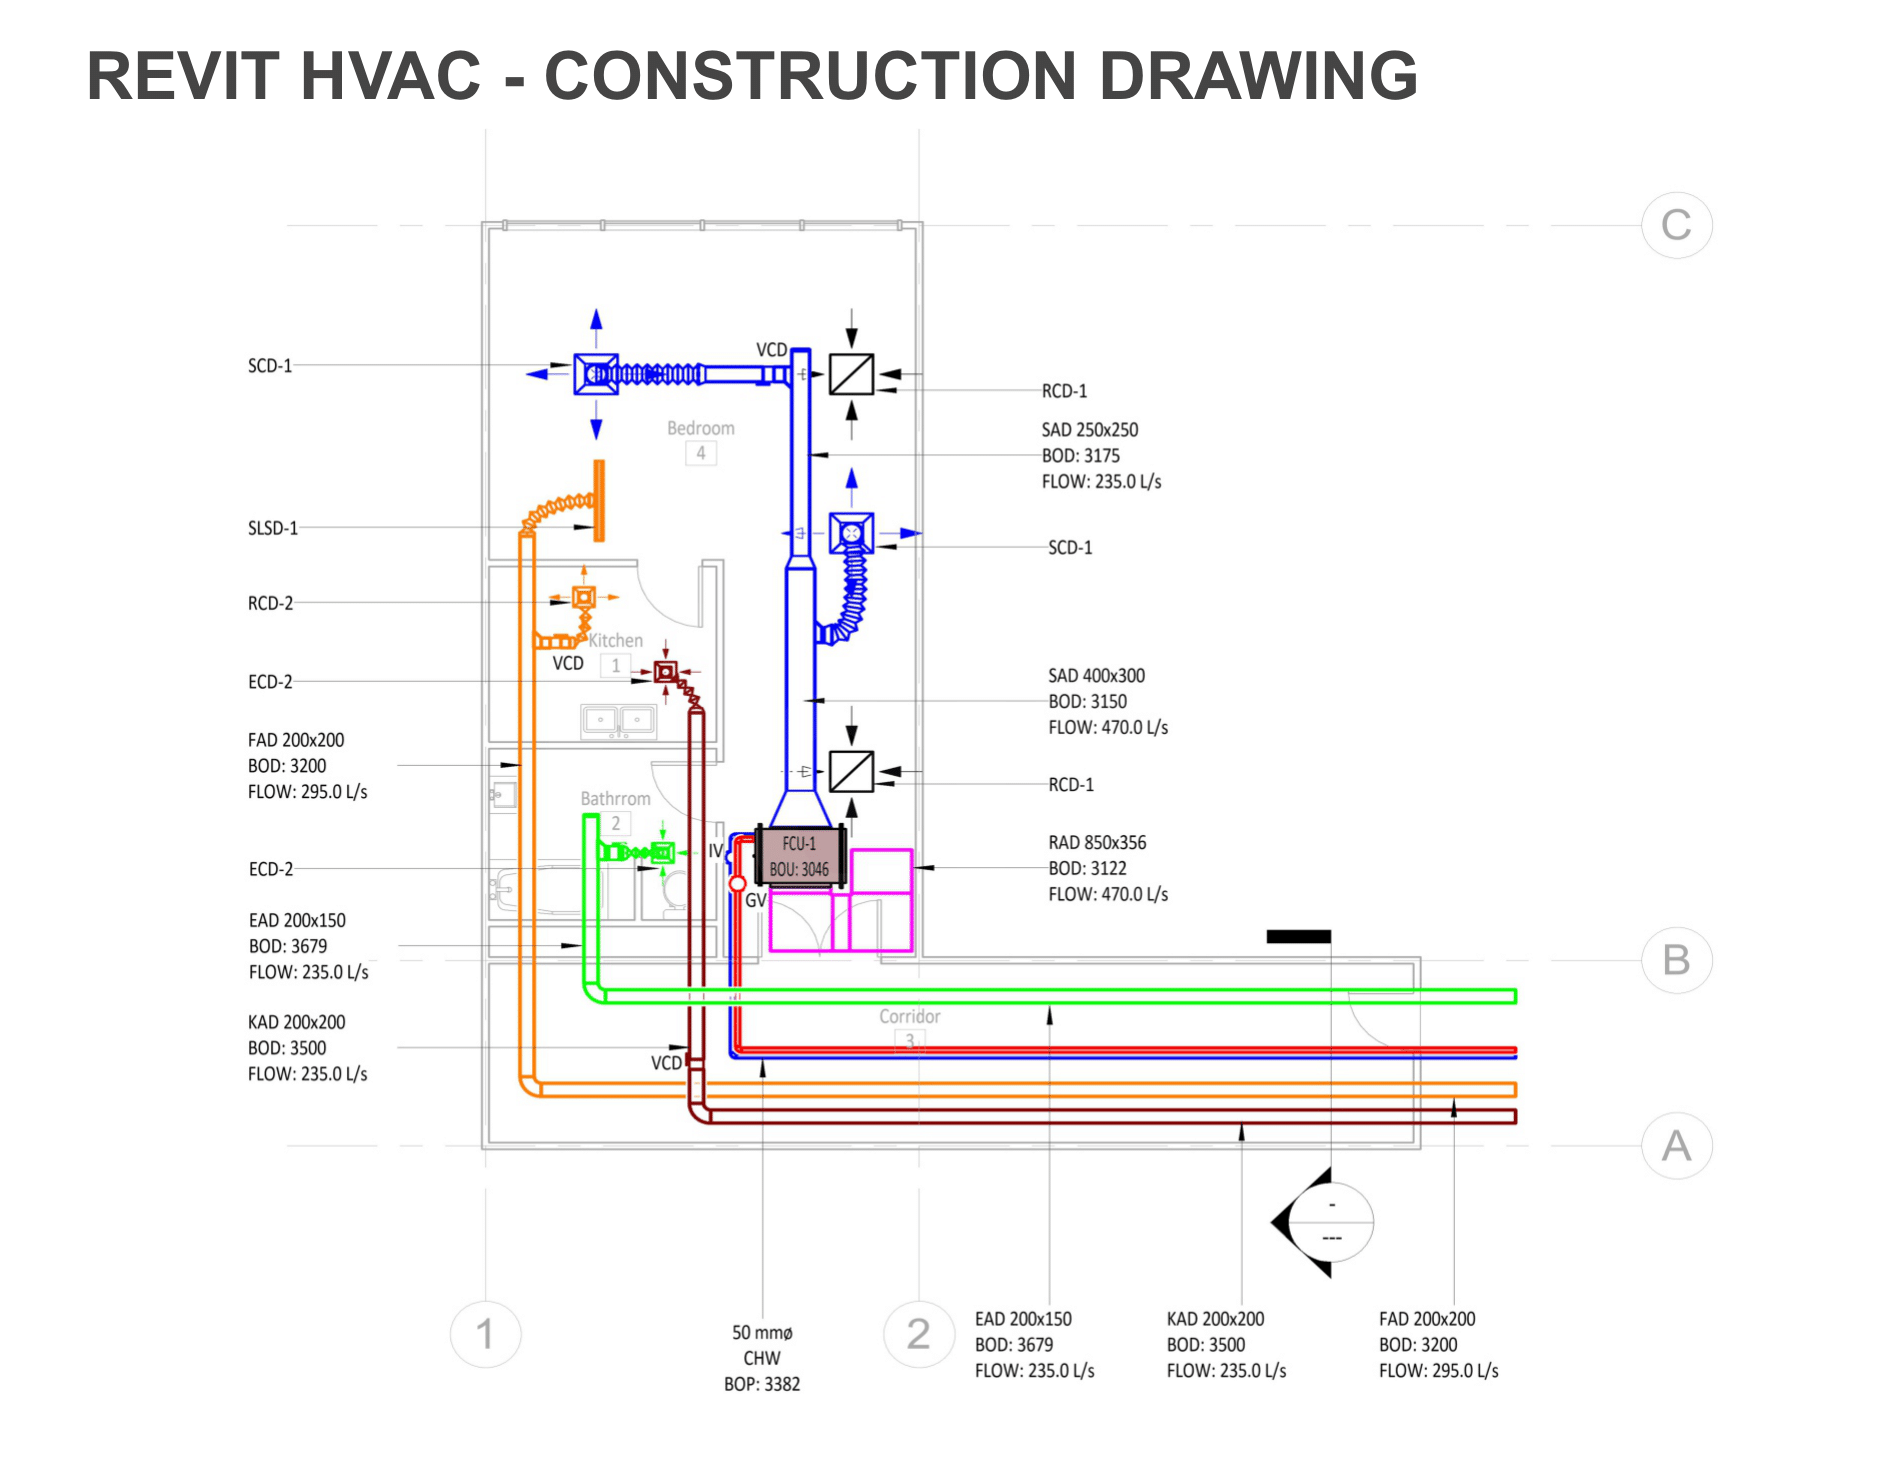 REVIT HVAC - CONSTRUCTION DRAWING
C
SCD-1
VCD
RCD-1
Bedroom
4
SAD 250x250
BOD: 3175
FLOW: 235.0 L/s
SLSD-1
SCD-1
RCD-2
Kitchen
1
VCD
ECD-2
SAD 400x300
BOD: 3150
FLOW: 470.0 L/s
FAD 200x200
BOD: 3200
FLOW: 295.0 L/s
RCD-1
Bathrrom
2
IV
FCU-1
BOU: 3046
RAD 850x356
BOD: 3122
FLOW: 470.0 L/s
ECD-2
GV
EAD 200x150
BOD: 3679
FLOW: 235.0 L/s
B
Corridor
3
KAD 200x200
BOD: 3500
FLOW: 235.0 L/s
VCD
A
-
---
1
2
50 mmø
CHW
BOP: 3382
EAD 200x150
BOD: 3679
FLOW: 235.0 L/s
KAD 200x200
BOD: 3500
FLOW: 235.0 L/s
FAD 200x200
BOD: 3200
FLOW: 295.0 L/s